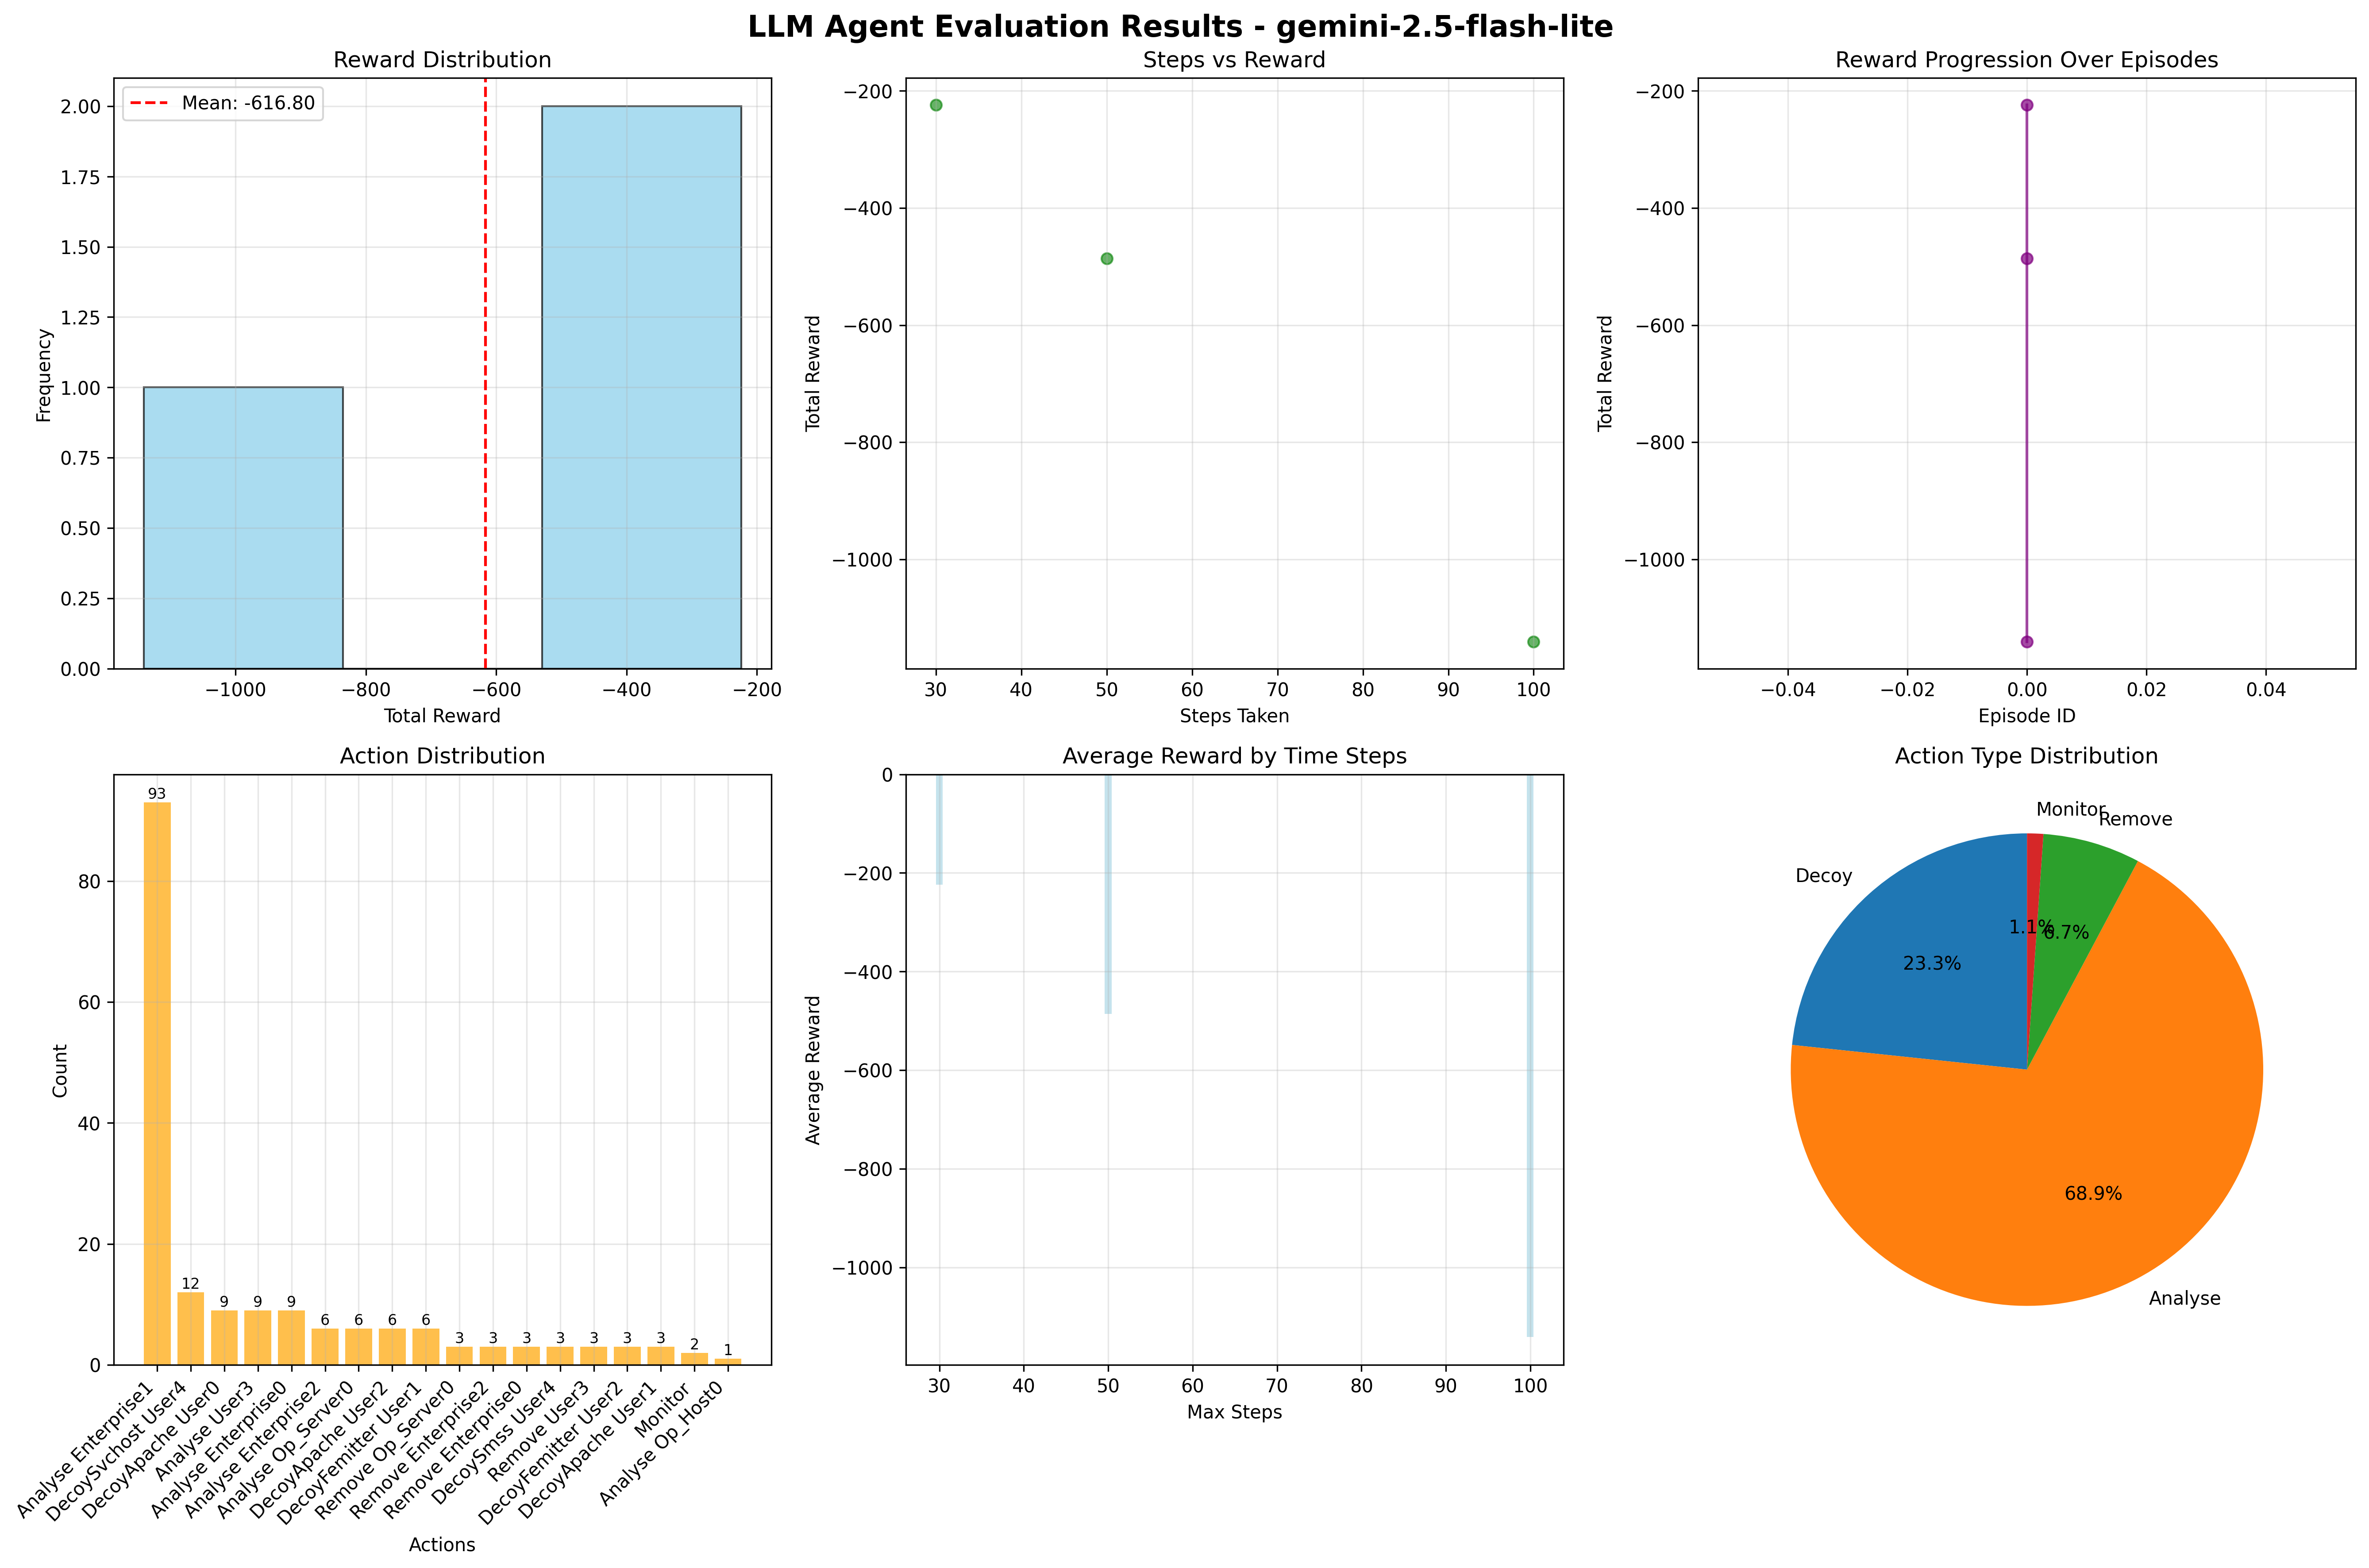 LLM Agent Evaluation Results - gemini-2.5-flash-lite
Reward Distribution
Mean: -616.80
2.00
1.75
1.50
1.25
1.00
0.75
0.50
0.25
0.00
Frequency
−1000
−800
−600
−400
−200
Total Reward
Steps vs Reward
−200
−400
−600
−800
−1000
Total Reward
30
40
50
60
70
80
90
100
Steps Taken
Reward Progression Over Episodes
−200
−400
−600
−800
−1000
Total Reward
−0.04
−0.02
0.00
0.02
0.04
Episode ID
Action Distribution
80
60
40
20
0
Count
93
12
9
9
9
6
6
6
6
3
3
3
3
3
3
3
2
1
Analyse Enterprise1
DecoySvchost User4
DecoyApache User0
Analyse User3
Analyse Enterprise0
Analyse Enterprise2
Analyse Op_Server0
DecoyApache User2
DecoyFemitter User1
Remove Op_Server0
Remove Enterprise2
Remove Enterprise0
DecoySmss User4
Remove User3
DecoyFemitter User2
DecoyApache User1
Monitor
Analyse Op_Host0
Actions
Average Reward by Time Steps
0
−200
−400
−600
−800
−1000
Average Reward
30
40
50
60
70
80
90
100
Max Steps
Action Type Distribution
Monitor
Remove
Decoy
1.1%
6.7%
23.3%
68.9%
Analyse